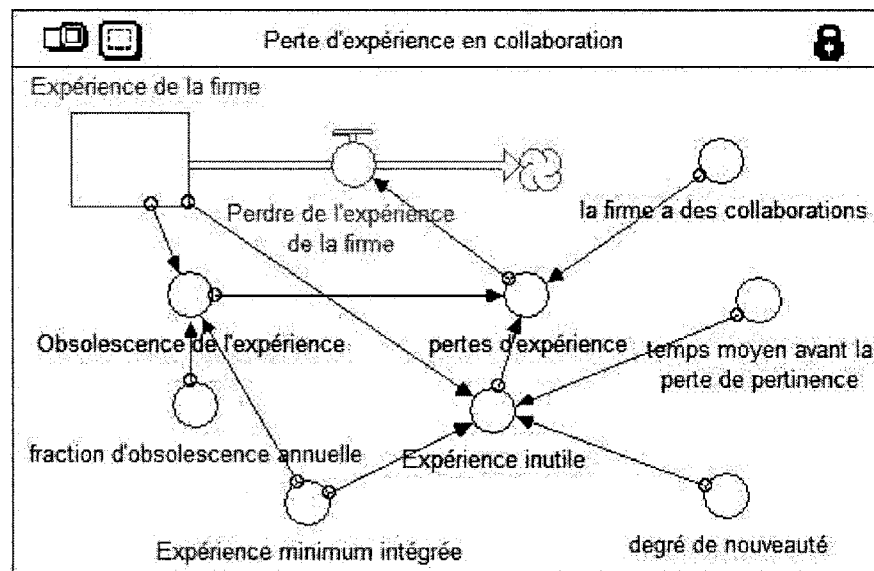 Perte d'expérience en collaboration
Expérience de la firme
Perdre de l'expérience
de la firme
la firme a des collaborations
Obsolescence de l'expérience
pertes d'expérience
temps moyen avant la
perte de pertinence
fraction d'obsolescence annuelle
Expérience inutile
Expérience minimum intégrée
degré de nouveauté